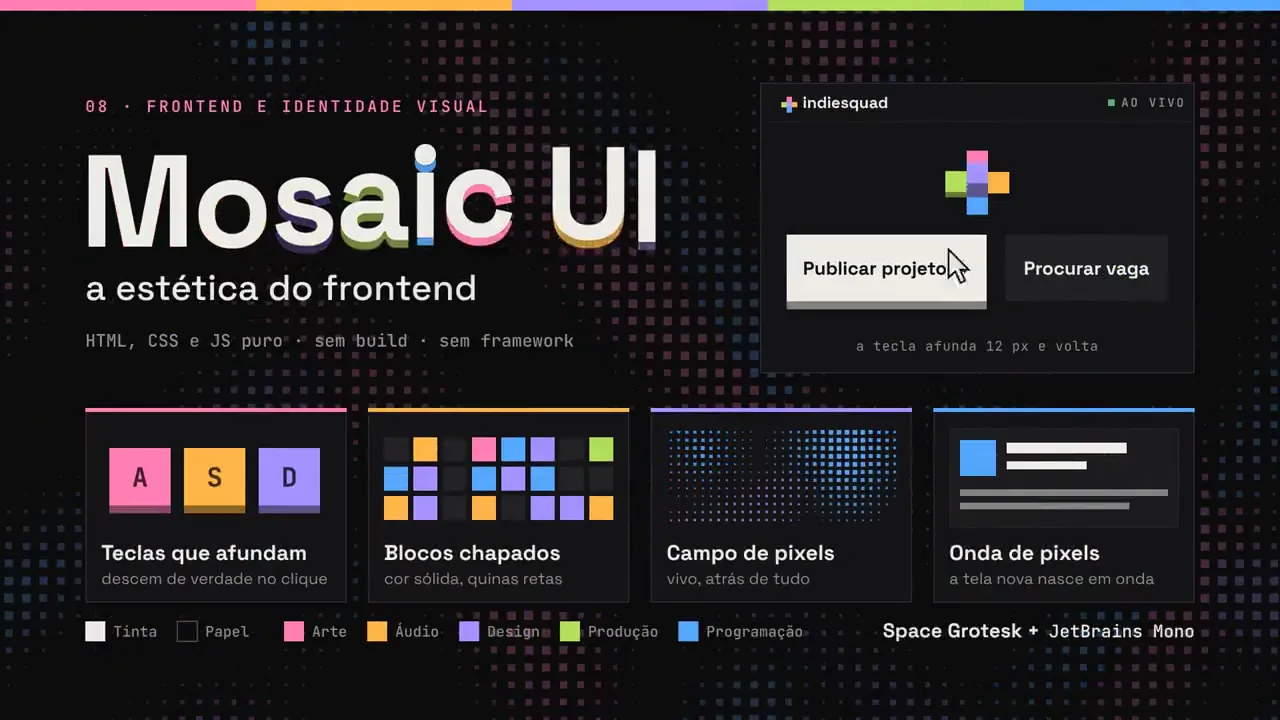 08 · FRONTEND E IDENTIDADE VISUAL
Mosaic UI
a estética do frontend
HTML, CSS e JS puro · sem build · sem framework
indiesquad
AO VIVO
Publicar projeto
Procurar vaga
a tecla afunda 12 px e volta
A S D
Teclas que afundam
descem de verdade no clique
Blocos chapados
cor sólida, quinas retas
Campo de pixels
vivo, atrás de tudo
Onda de pixels
a tela nova nasce em onda
Tinta Papel Arte Áudio Design Produção Programação
Space Grotesk + JetBrains Mono